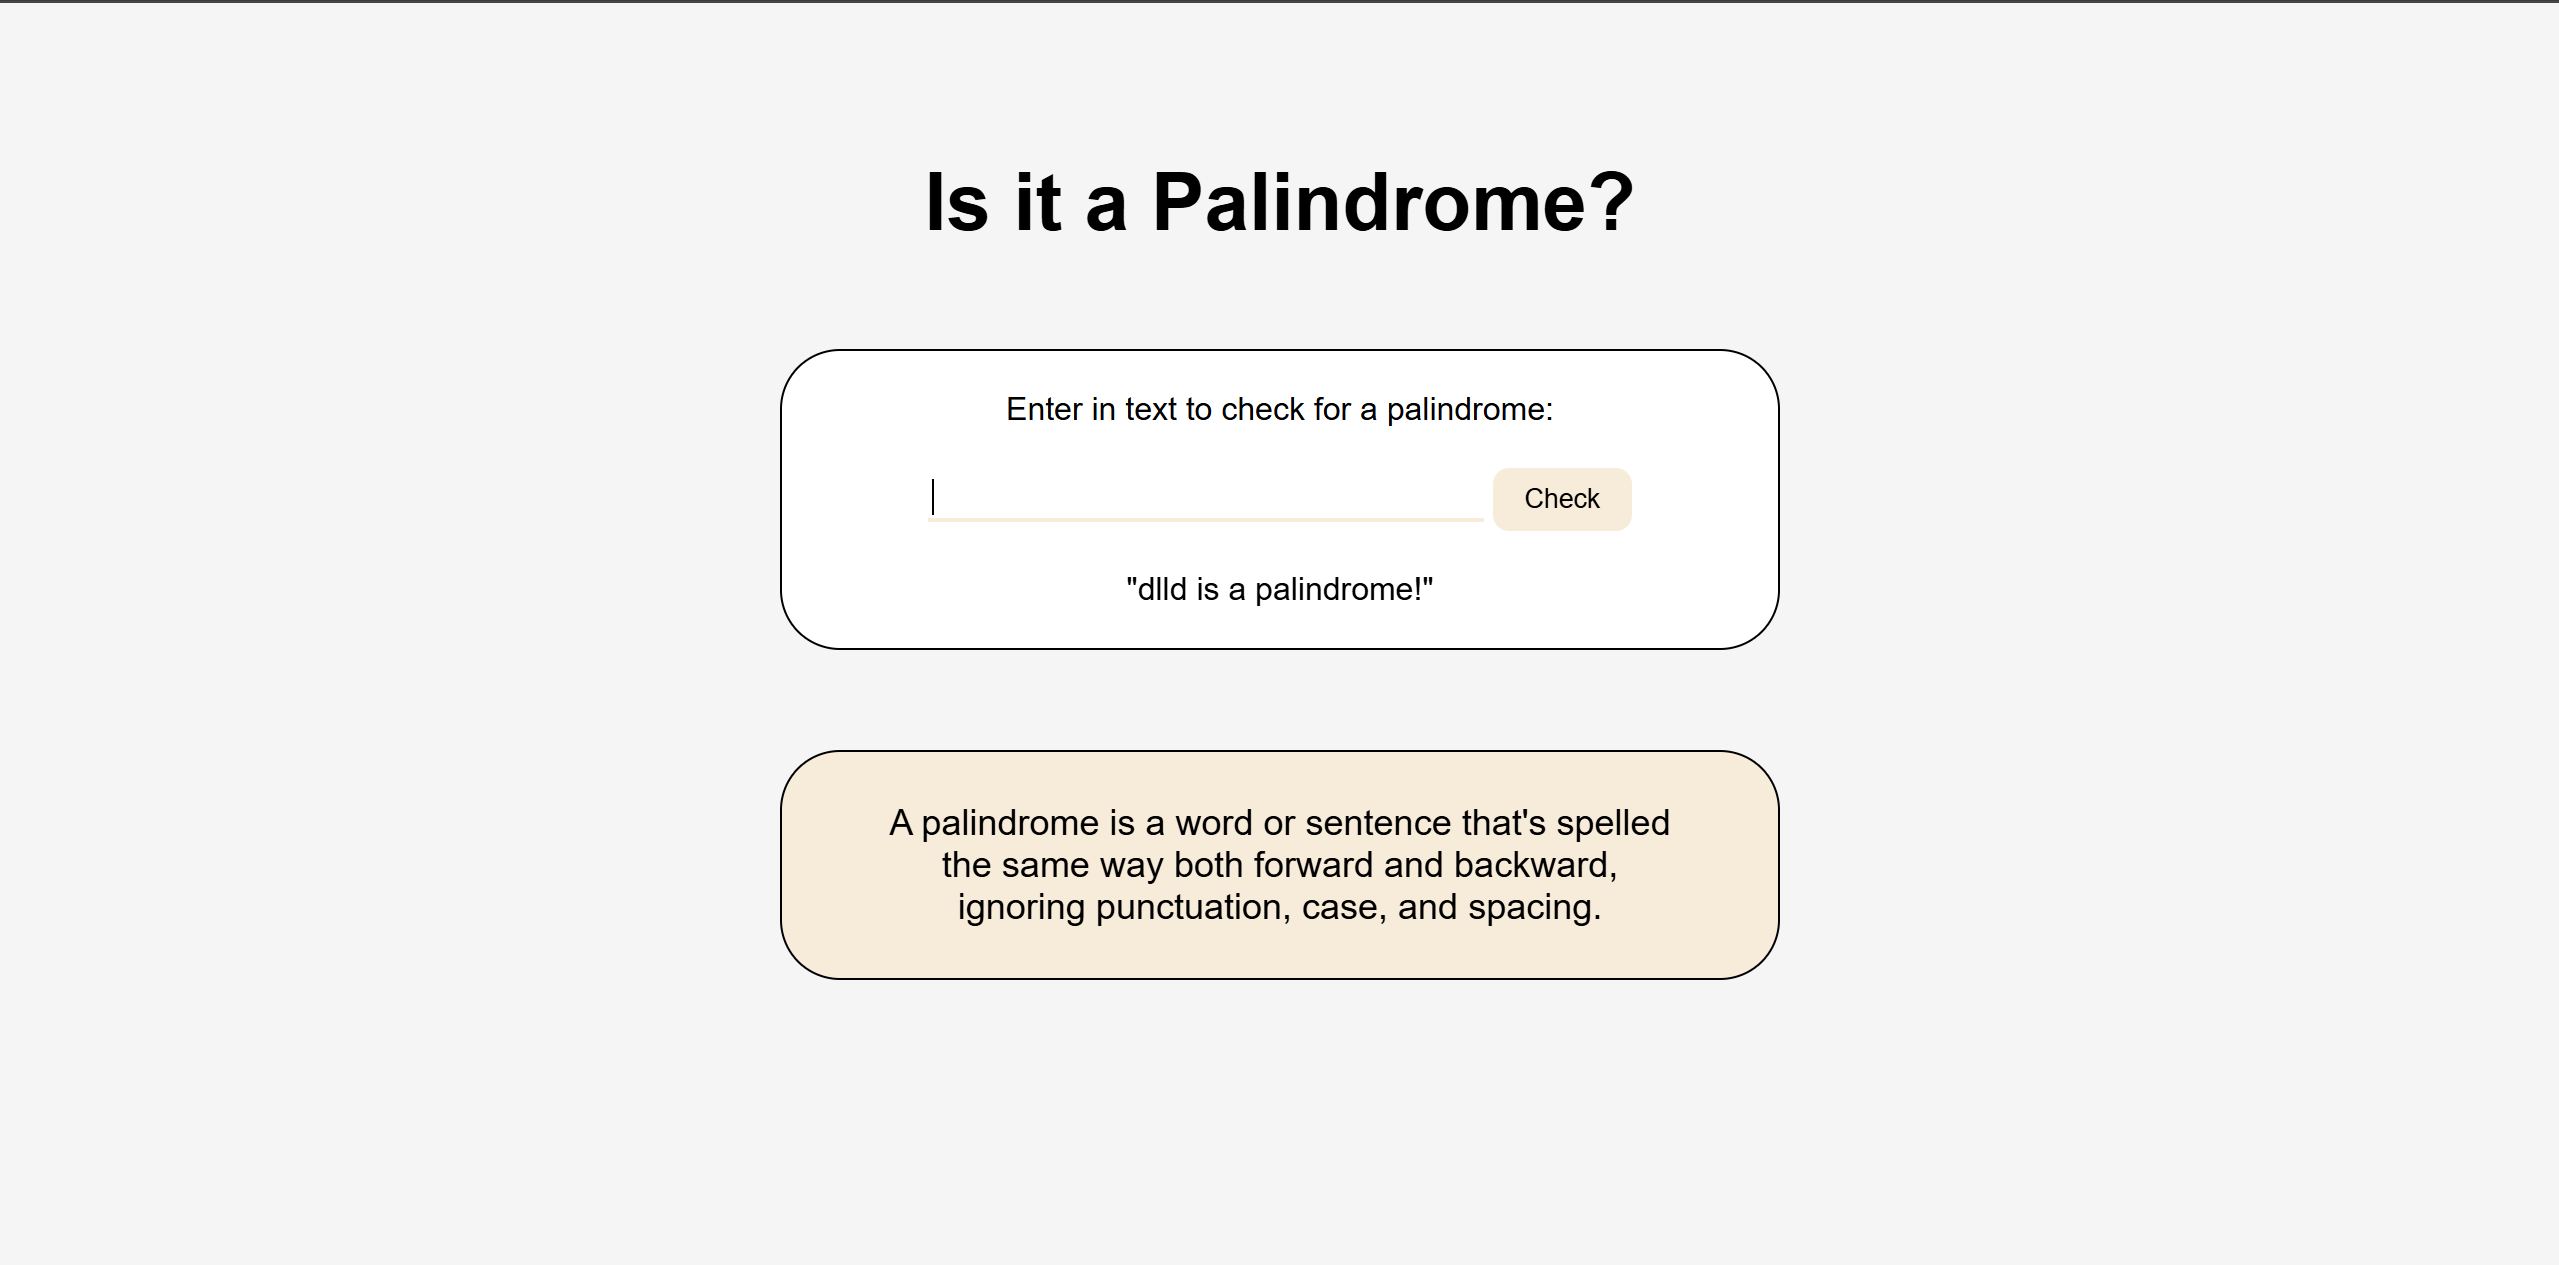 Is it a Palindrome?
Enter in text to check for a palindrome:
Check
"dlld is a palindrome!"
A palindrome is a word or sentence that's spelled
the same way both forward and backward,
ignoring punctuation, case, and spacing.